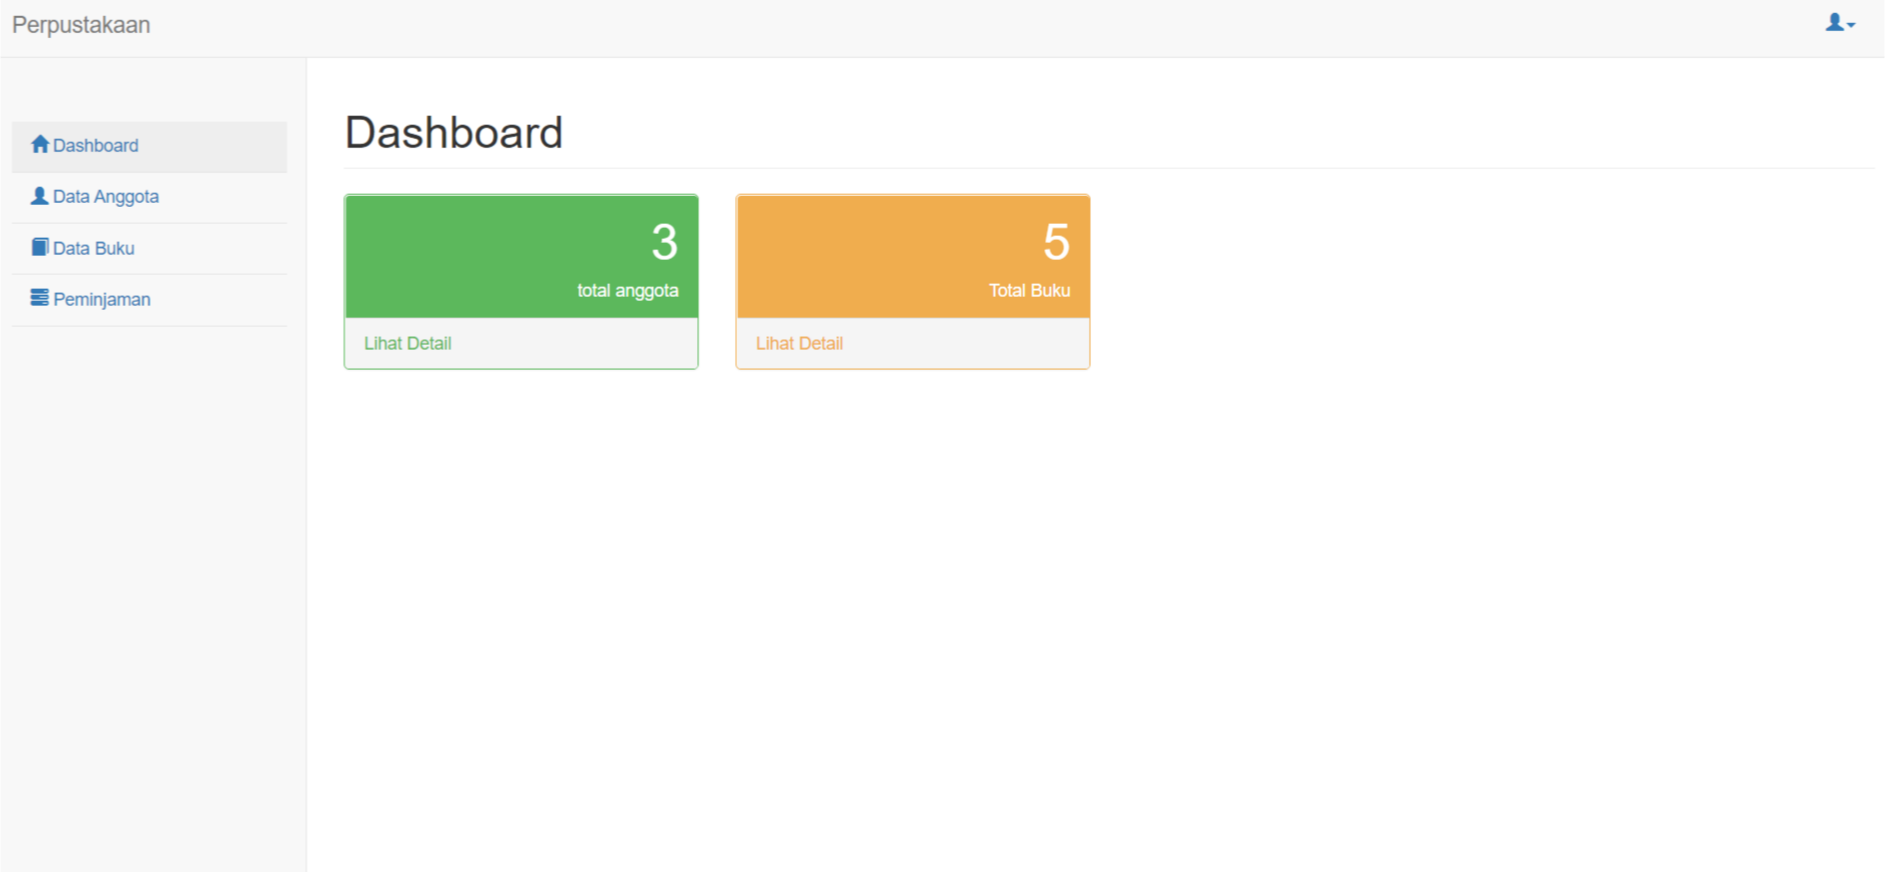 Perpustakaan
Dashboard
Data Anggota
Data Buku
Peminjaman
Dashboard
3
total anggota
Lihat Detail
5
Total Buku
Lihat Detail